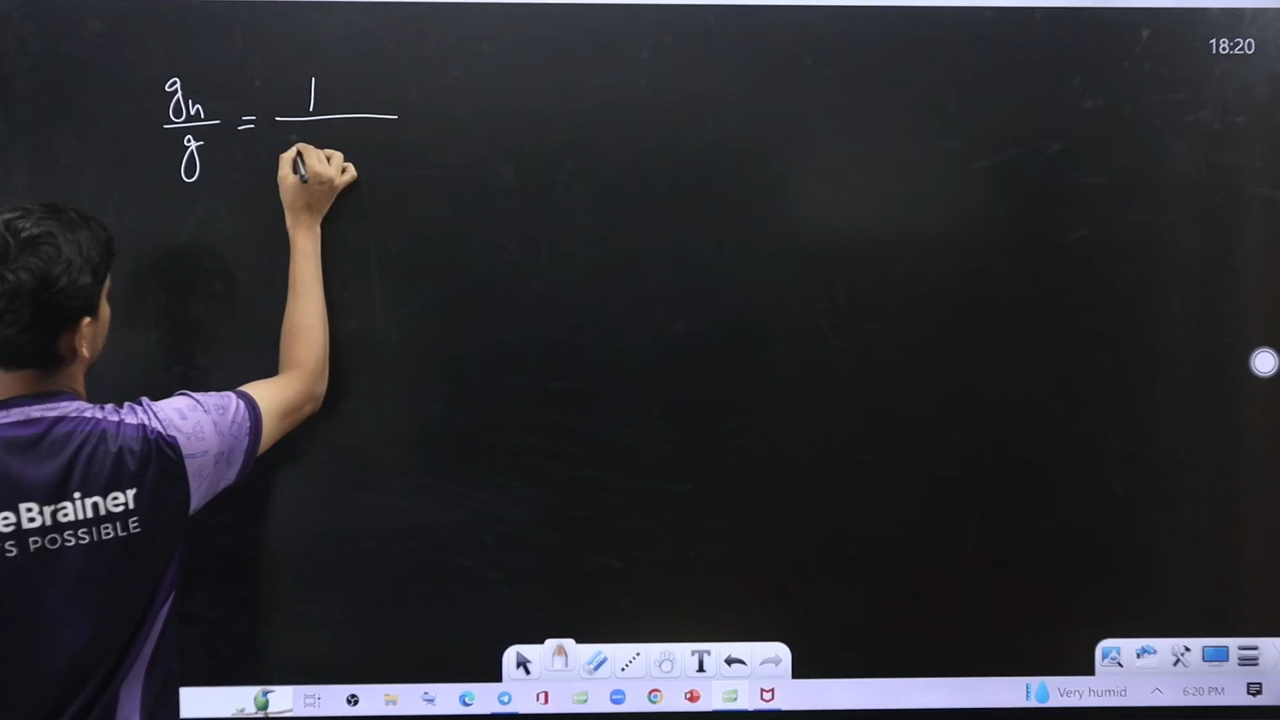 18:20
gₕ/g = 1/
eBrainer
'S POSSIBLE
T
Very humid
6:20 PM